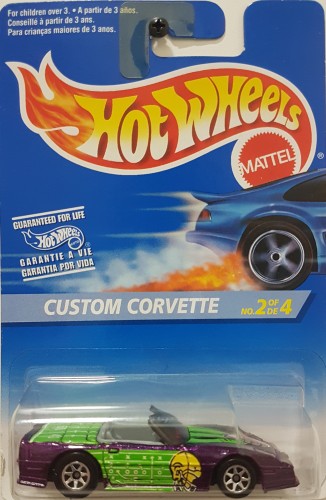 For children over 3. • A partir de 3 años.
Conseillé à partir de 3 ans.
Para crianças maiores de 3 anos.
HOT WHEELS
MATTEL
GUARANTEED FOR LIFE
HOT WHEELS
GARANTIE A VIE
GARANTIA POR VIDA
CUSTOM CORVETTE NO. 2 OF DE 4